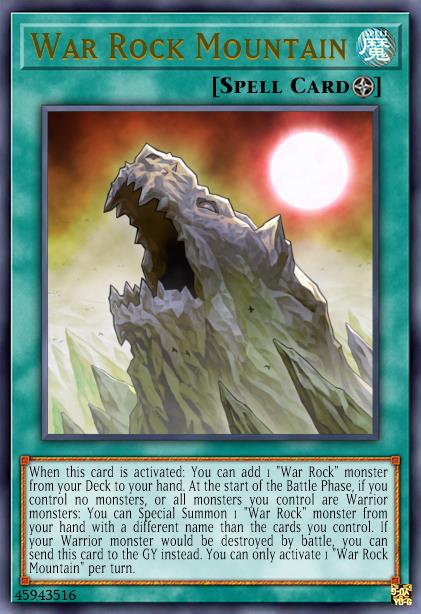 War Rock Mountain
SPELL
魔
[Spell Card]
When this card is activated: You can add 1 "War Rock" monster
from your Deck to your hand. At the start of the Battle Phase, if you
control no monsters, or all monsters you control are Warrior
monsters: You can Special Summon 1 "War Rock" monster from
your hand with a different name than the cards you control. If
your Warrior monster would be destroyed by battle, you can
send this card to the GY instead. You can only activate 1 "War Rock
Mountain" per turn.
45943516